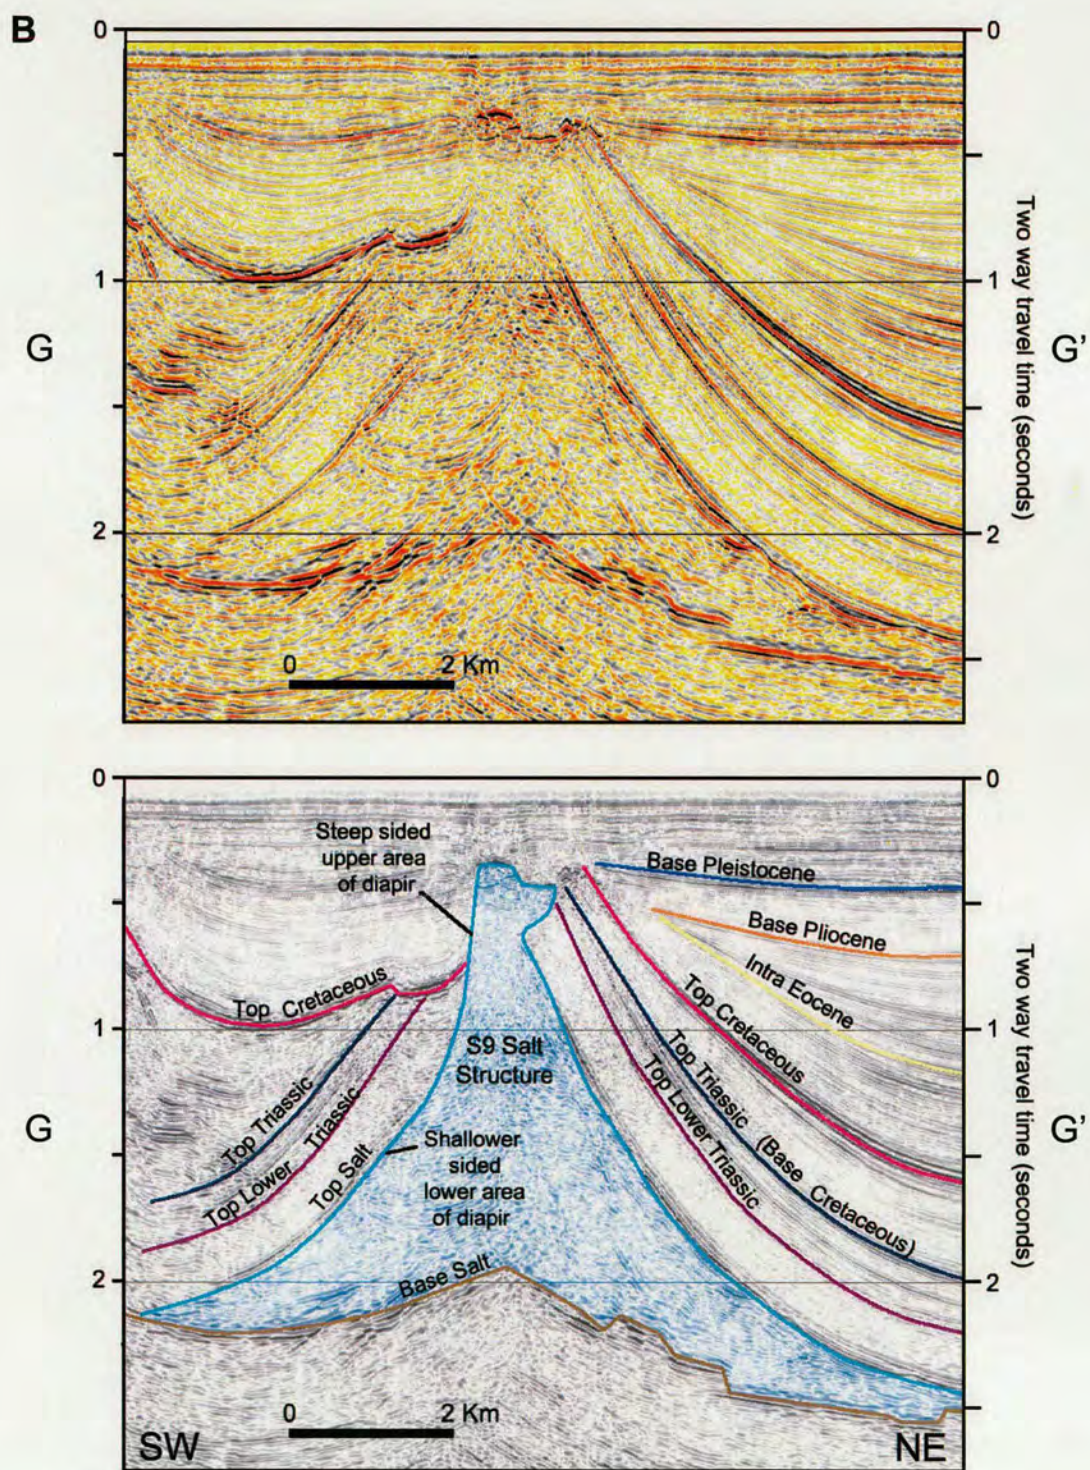 B
0
0
1
1
G
G'
2
2
Two way travel time (seconds)
0
2 Km
0
0
Steep sided
upper area
of diapir
Base Pleistocene
Base Pliocene
Intra Eocene
Top Cretaceous
Top Cretaceous
1
1
S9 Salt
Structure
G
G'
Top Triassic
Top Lower Triassic
Top Salt
Shallower
sided
lower area
of diapir
Top Triassic (Base Cretaceous)
Top Lower Triassic
Two way travel time (seconds)
2
2
Base Salt
0
2 Km
SW
NE